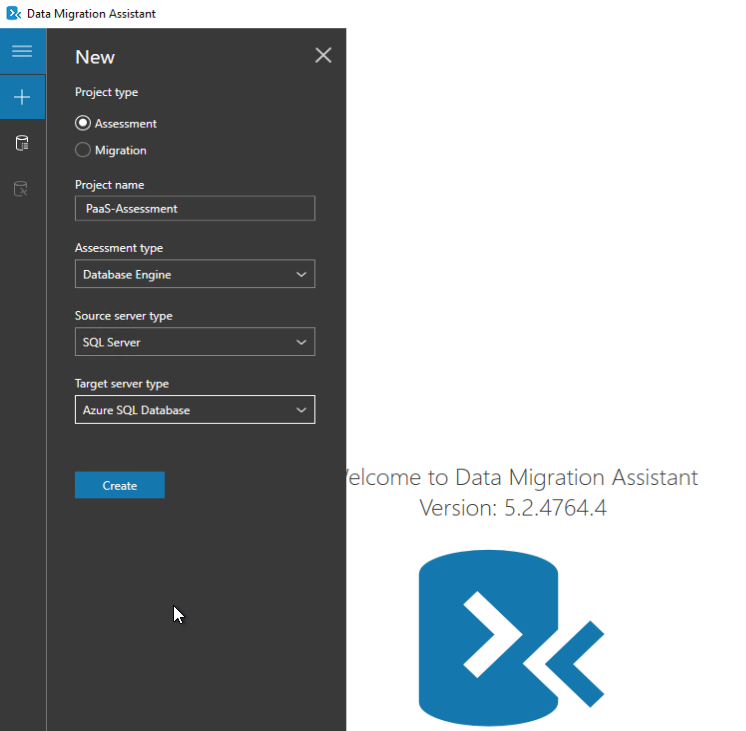 Data Migration Assistant
New
Project type
Assessment
Migration
Project name
PaaS-Assessment
Assessment type
Database Engine
Source server type
SQL Server
Target server type
Azure SQL Database
Create
elcome to Data Migration Assistant
Version: 5.2.4764.4